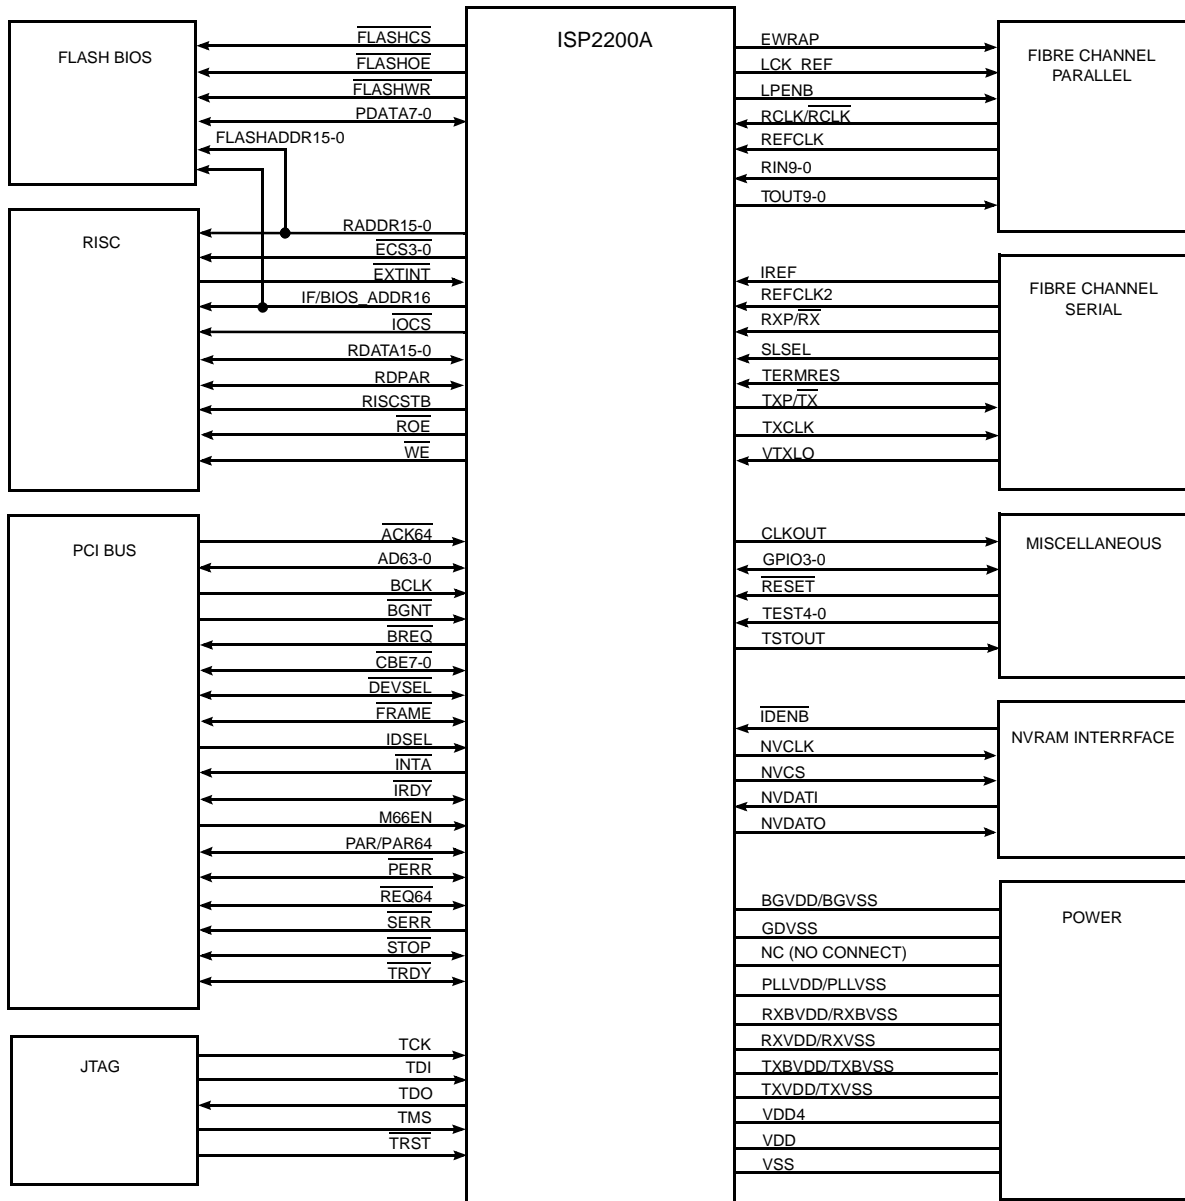 ISP2200A
FLASH BIOS
FLASHCS
FLASHOE
FLASHWR
PDATA7-0
FLASHADDR15-0
RISC
RADDR15-0
ECS3-0
EXTINT
IF/BIOS_ADDR16
IOCS
RDATA15-0
RDPAR
RISCSTB
ROE
WE
PCI BUS
ACK64
AD63-0
BCLK
BGNT
BREQ
CBE7-0
DEVSEL
FRAME
IDSEL
INTA
IRDY
M66EN
PAR/PAR64
PERR
REQ64
SERR
STOP
TRDY
JTAG
TCK
TDI
TDO
TMS
TRST
EWRAP
LCK_REF
LPENB
RCLK/RCLK
REFCLK
RIN9-0
TOUT9-0
FIBRE CHANNEL
PARALLEL
IREF
REFCLK2
RXP/RX
SLSEL
TERMRES
TXP/TX
TXCLK
VTXLO
FIBRE CHANNEL
SERIAL
CLKOUT
GPIO3-0
RESET
TEST4-0
TSTOUT
MISCELLANEOUS
IDENB
NVCLK
NVCS
NVDATI
NVDATO
NVRAM INTERRFACE
BGVDD/BGVSS
GDVSS
NC (NO CONNECT)
PLLVDD/PLLVSS
RXBVDD/RXBVSS
RXVDD/RXVSS
TXBVDD/TXBVSS
TXVDD/TXVSS
VDD4
VDD
VSS
POWER